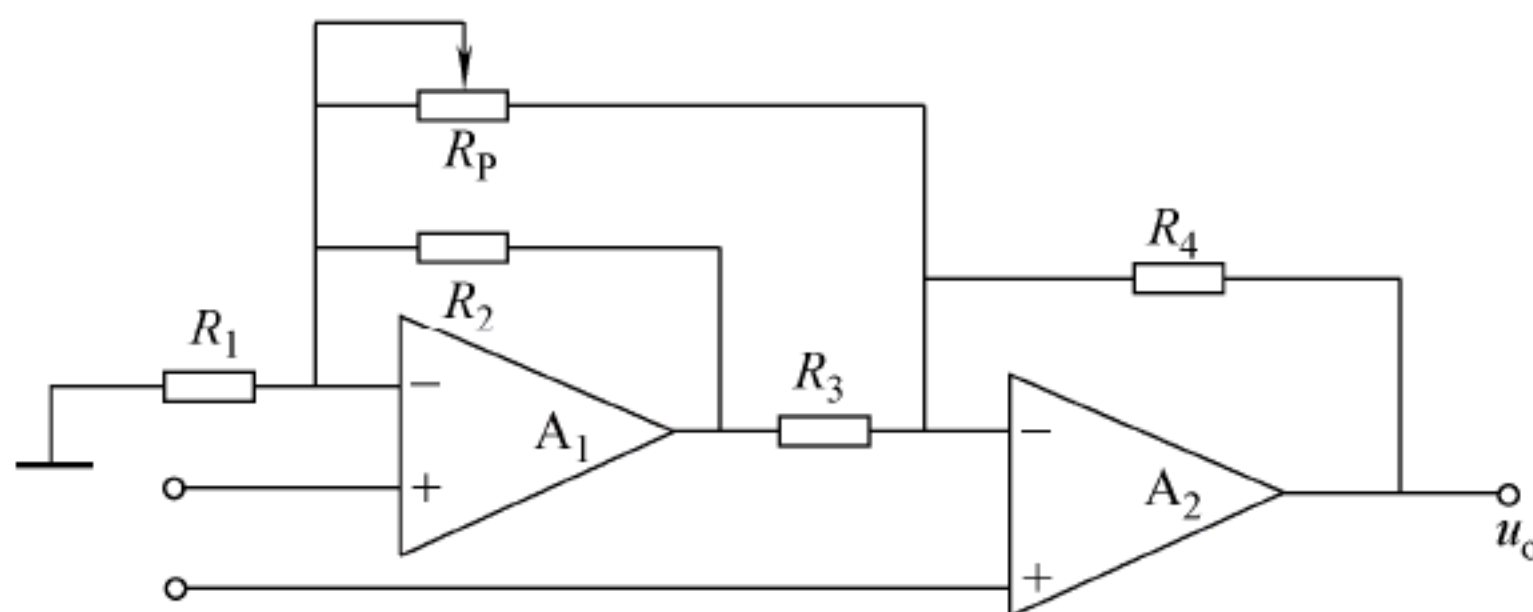 R_P
R_4
R_2
R_1
R_3
− A_1
+
− A_2
+
u_o